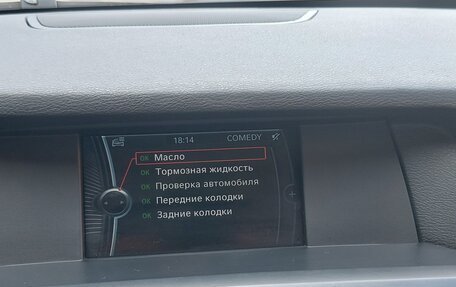 18:14 COMEDY
OK Масло
OK Тормозная жидкость
OK Проверка автомобиля
OK Передние колодки
OK Задние колодки